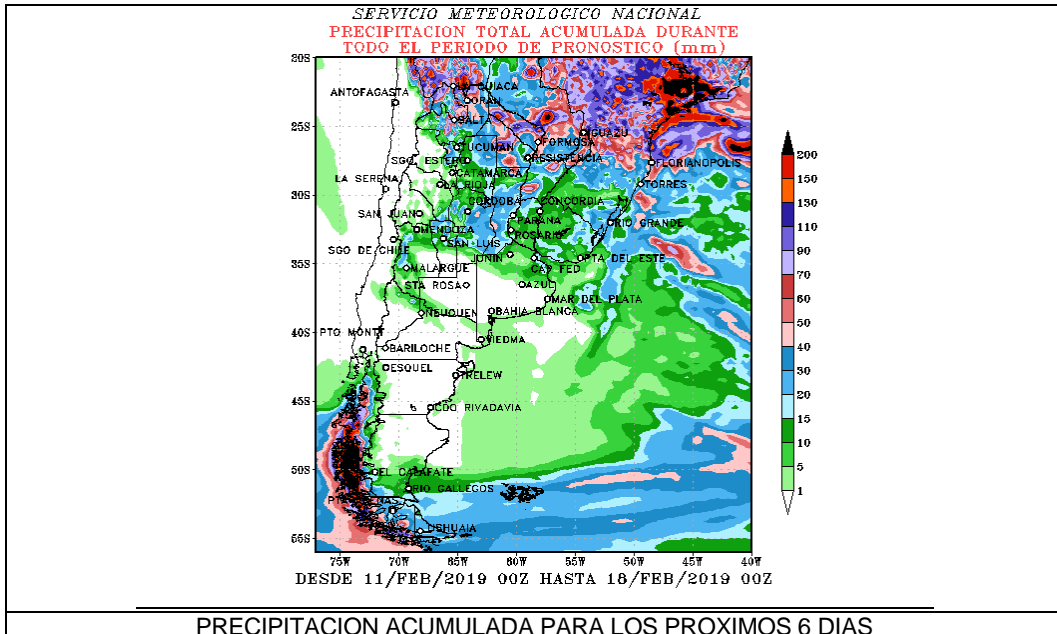 SERVICIO METEOROLOGICO NACIONAL
PRECIPITACION TOTAL ACUMULADA DURANTE
TODO EL PERIODO DE PRONOSTICO (mm)
20S
25S
30S
35S
40S
45S
50S
55S
ANTOFAGASTA
LA QUIACA
ORAN
SALTA
TUCUMAN
FORMOSA
IGUAZU
RESISTENCIA
SGO. ESTERO
CATAMARCA
LA RIOJA
FLORIANOPOLIS
LA SERENA
TORRES
CORDOBA
CONCORDIA
SAN JUAN
PARANA
RIO GRANDE
MENDOZA
ROSARIO
SAN LUIS
SGO DE CHILE
JUNIN
PTA DEL ESTE
CAP FED
MALARGUE
STA ROSA
AZUL
MAR DEL PLATA
NEUQUEN
BAHIA BLANCA
PTO MONTT
VIEDMA
BARILOCHE
ESQUEL
TRELEW
CDO RIVADAVIA
EL CALAFATE
RIO GALLEGOS
USHUAIA
75W 70W 65W 60W 55W 50W 45W 40W
200
150
130
110
90
70
60
50
40
30
20
15
10
5
1
DESDE 11/FEB/2019 00Z HASTA 18/FEB/2019 00Z
PRECIPITACION ACUMULADA PARA LOS PROXIMOS 6 DIAS